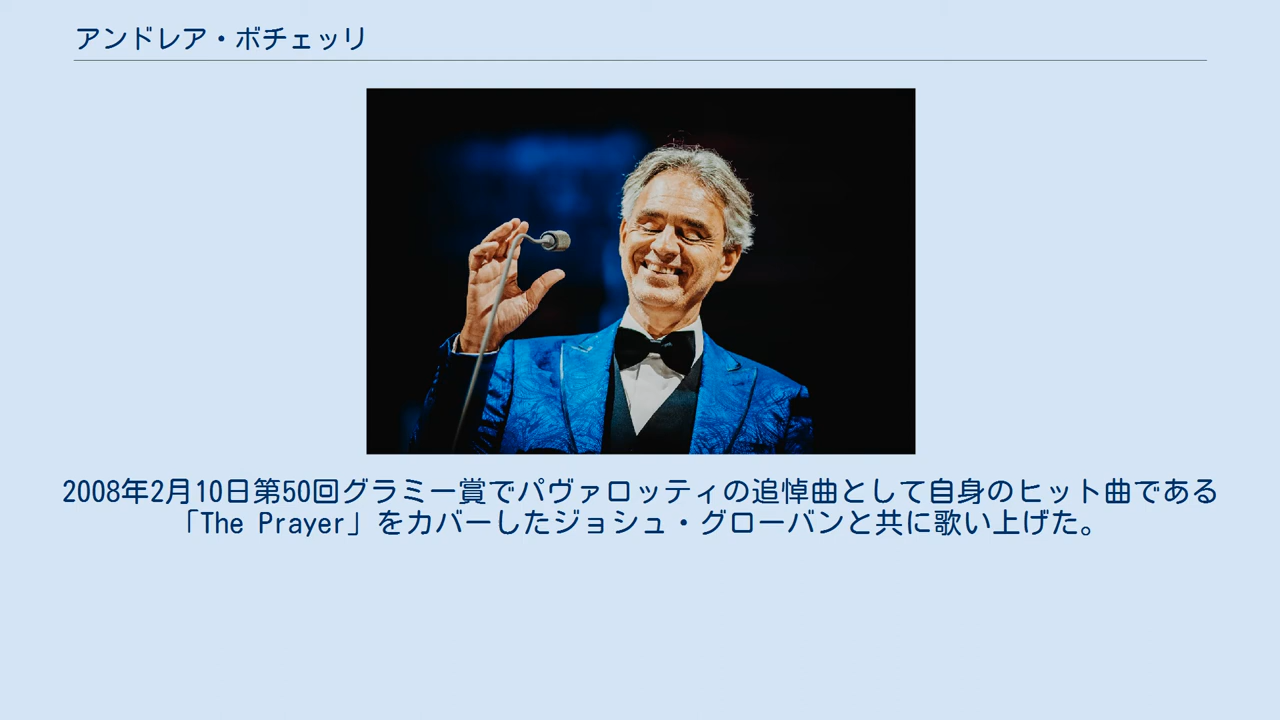 アンドレア・ボチェッリ
2008年2月10日第50回グラミー賞でパヴァロッティの追悼曲として自身のヒット曲である
「The Prayer」をカバーしたジョシュ・グローバンと共に歌い上げた。